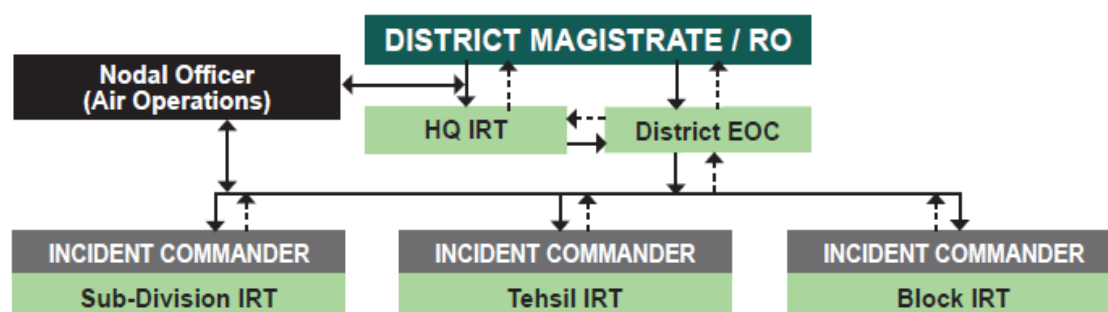 DISTRICT MAGISTRATE / RO
Nodal Officer
(Air Operations)
HQ IRT
District EOC
INCIDENT COMMANDER
Sub-Division IRT
INCIDENT COMMANDER
Tehsil IRT
INCIDENT COMMANDER
Block IRT